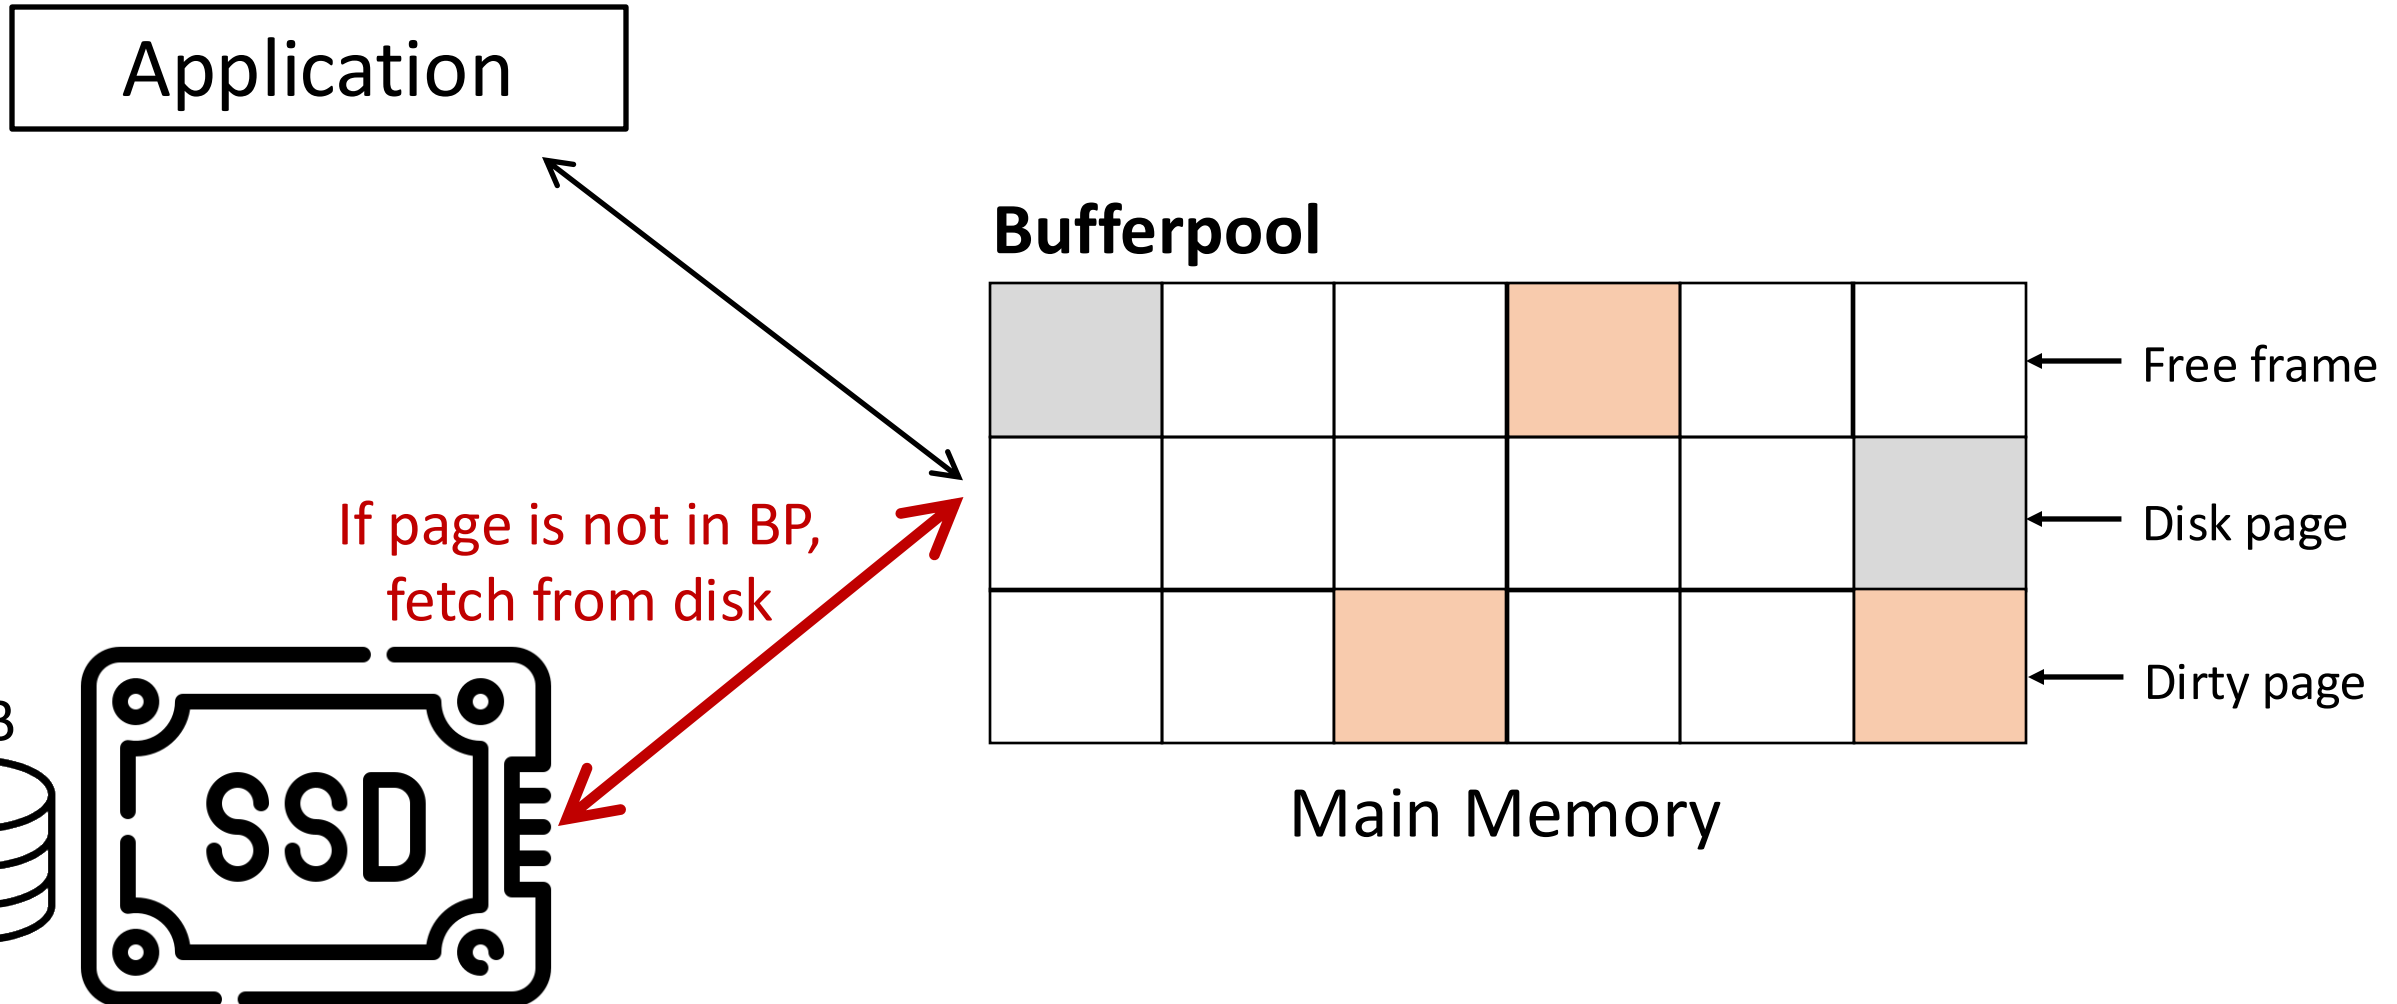 Application
Bufferpool
Free frame
If page is not in BP,
fetch from disk
Disk page
Dirty page
SSD
Main Memory